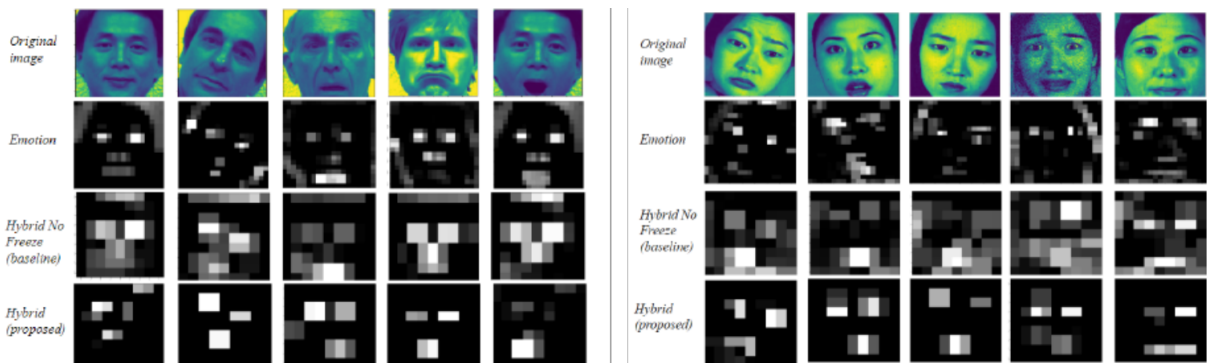 Original
image
Emotion
Hybrid No
Freeze
(baseline)
Hybrid
(proposed)
Original
image
Emotion
Hybrid No
Freeze
(baseline)
Hybrid
(proposed)